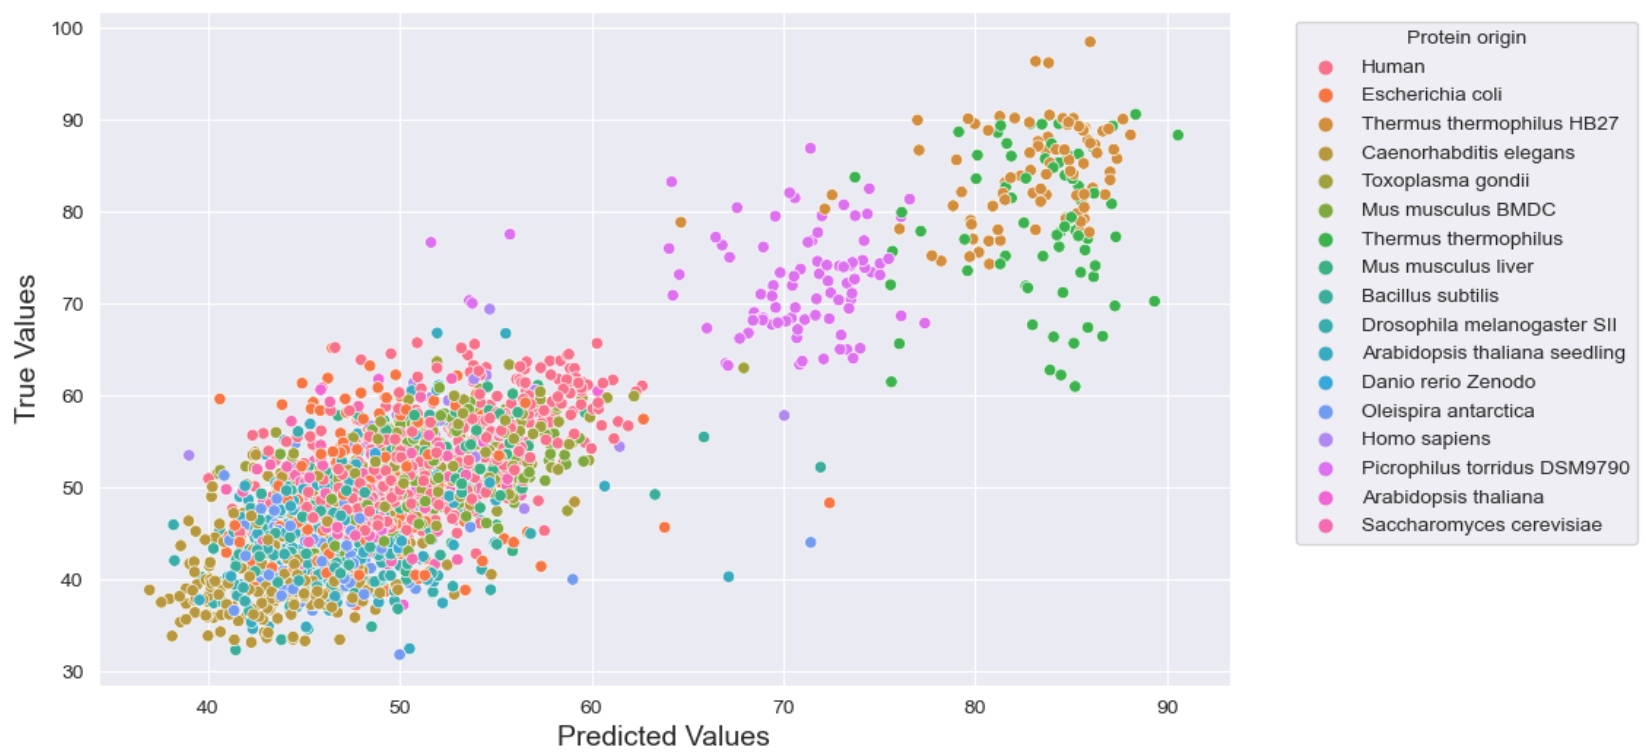 100
90
80
70
60
50
40
30
True Values
40
50
60
70
80
90
Predicted Values
Protein origin
Human
Escherichia coli
Thermus thermophilus HB27
Caenorhabditis elegans
Toxoplasma gondii
Mus musculus BMDC
Thermus thermophilus
Mus musculus liver
Bacillus subtilis
Drosophila melanogaster SII
Arabidopsis thaliana seedling
Danio rerio Zenodo
Oleispira antarctica
Homo sapiens
Picrophilus torridus DSM9790
Arabidopsis thaliana
Saccharomyces cerevisiae